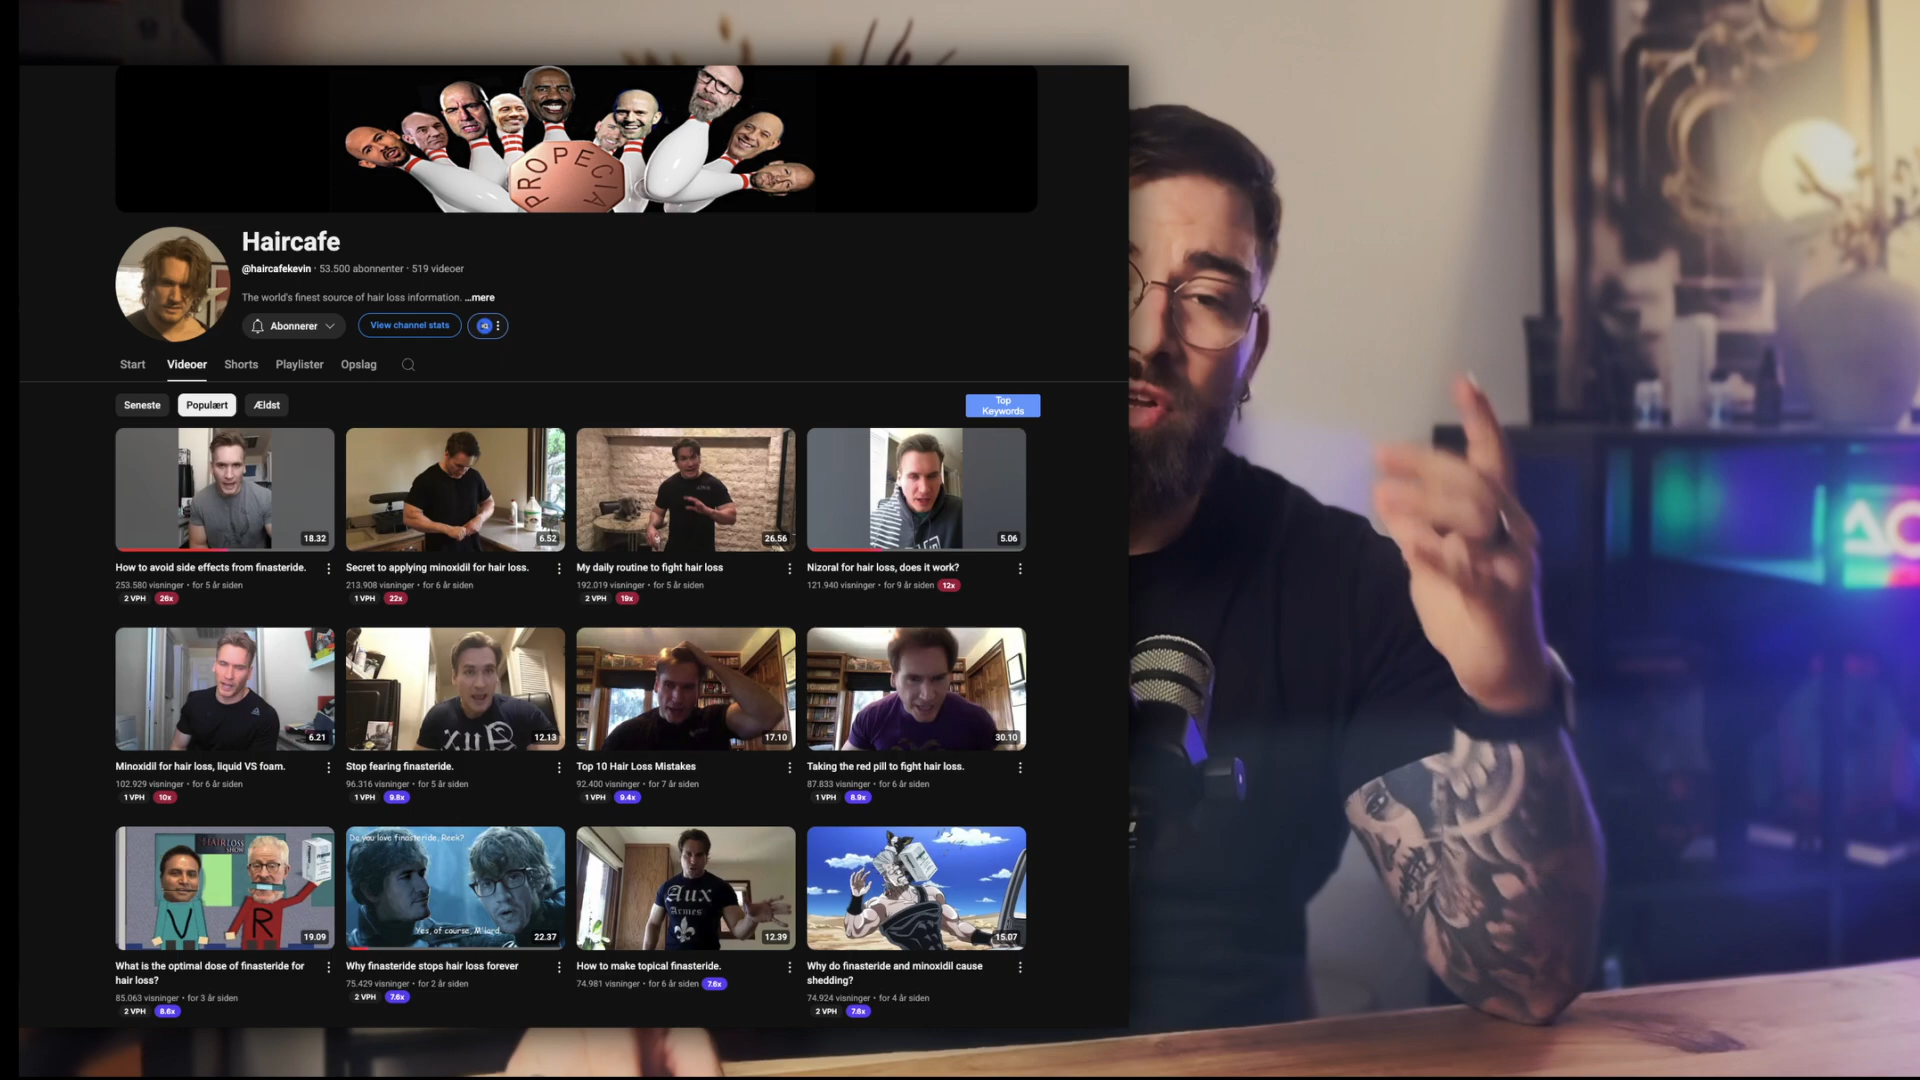 PROPECIA
Haircafe
@haircafekevin · 53.500 abonnenter · 519 videoer
The world's finest source of hair loss information. ...mere
Abonnerer
View channel stats
Start Videoer Shorts Playlister Opslag
Seneste Populært Ældst
Top
Keywords
18.32 6.52 26.56 5.06
How to avoid side effects from finasteride.
253.580 visninger · for 5 år siden
2 VPH 26x
Secret to applying minoxidil for hair loss.
213.908 visninger · for 6 år siden
1 VPH 22x
My daily routine to fight hair loss
192.019 visninger · for 5 år siden
2 VPH 19x
Nizoral for hair loss, does it work?
121.940 visninger · for 9 år siden 12x
6.21 12.13 17.10 30.10
Minoxidil for hair loss, liquid VS foam.
102.929 visninger · for 6 år siden
1 VPH 10x
Stop fearing finasteride.
96.316 visninger · for 5 år siden
1 VPH 9.8x
Top 10 Hair Loss Mistakes
92.400 visninger · for 7 år siden
1 VPH 9.4x
Taking the red pill to fight hair loss.
87.833 visninger · for 6 år siden
1 VPH 8.9x
HAIRLOSS
SHOW
V R
19.09
Do you love finasteride, Reek?
Yes, of course, M'lord.
22.37
Aux
Armes
12.39
15.07
What is the optimal dose of finasteride for
hair loss?
85.063 visninger · for 3 år siden
2 VPH 8.6x
Why finasteride stops hair loss forever
75.429 visninger · for 2 år siden
2 VPH 7.6x
How to make topical finasteride.
74.981 visninger · for 6 år siden 7.6x
Why do finasteride and minoxidil cause
shedding?
74.924 visninger · for 4 år siden
2 VPH 7.6x